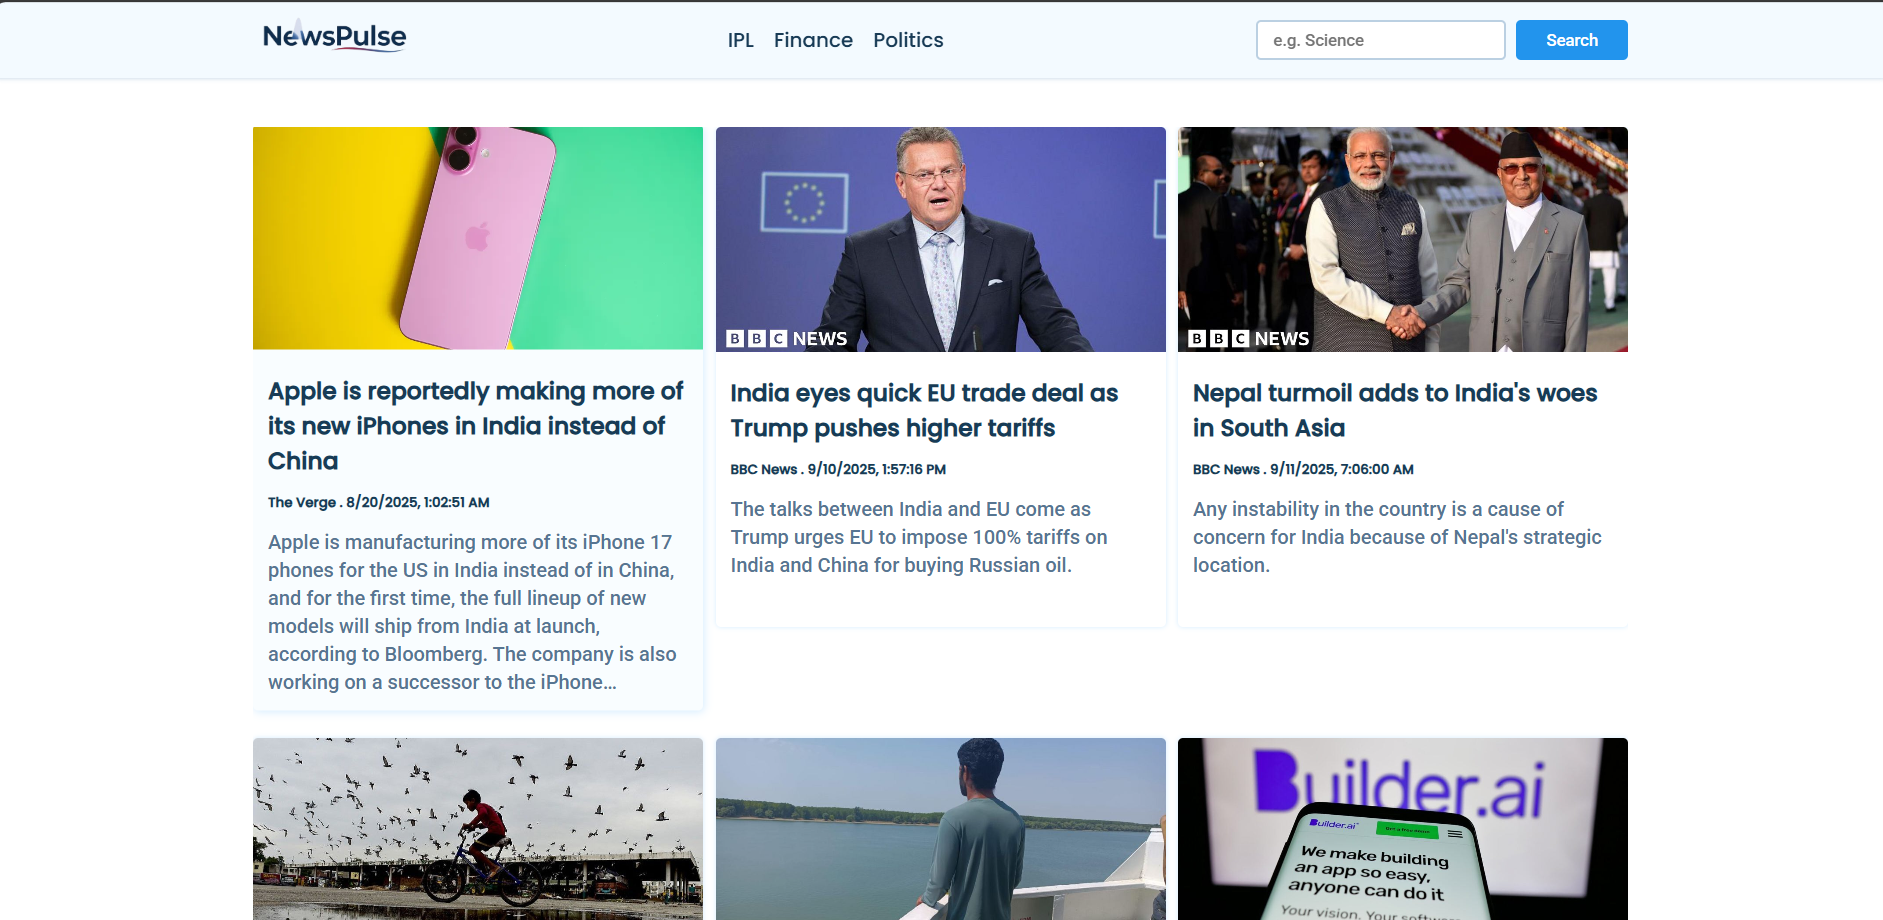 NewsPulse
IPL Finance Politics
e.g. Science
Search
Apple is reportedly making more of
its new iPhones in India instead of
China
The Verge . 8/20/2025, 1:02:51 AM
Apple is manufacturing more of its iPhone 17
phones for the US in India instead of in China,
and for the first time, the full lineup of new
models will ship from India at launch,
according to Bloomberg. The company is also
working on a successor to the iPhone…
BBC NEWS
India eyes quick EU trade deal as
Trump pushes higher tariffs
BBC News . 9/10/2025, 1:57:16 PM
The talks between India and EU come as
Trump urges EU to impose 100% tariffs on
India and China for buying Russian oil.
BBC NEWS
Nepal turmoil adds to India's woes
in South Asia
BBC News . 9/11/2025, 7:06:00 AM
Any instability in the country is a cause of
concern for India because of Nepal's strategic
location.
Builder.ai
Builder.ai
We make building
an app so easy,
anyone can do it
Your vision. Your